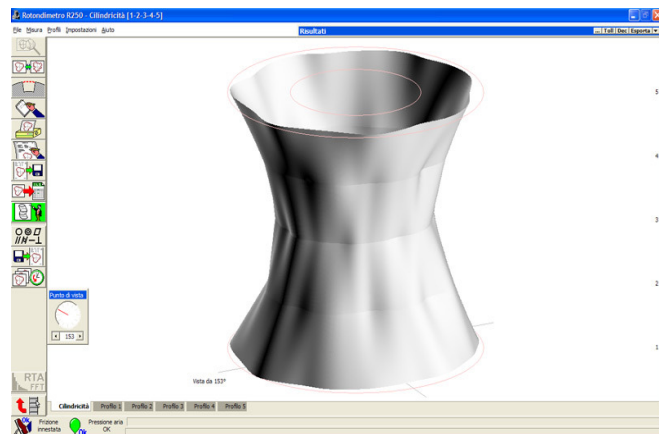 Rotondimetro R250 - Cilindricità [1-2-3-4-5]
File Misura Profili Impostazioni Aiuto
Risultati
... Toll Dec Esporta
5
4
3
2
1
Punto di vista
153
Vista da 153°
RTA
FFT
Cilindricità Profilo 1 Profilo 2 Profilo 3 Profilo 4 Profilo 5
Ok Frizione innestata Ok Pressione aria OK